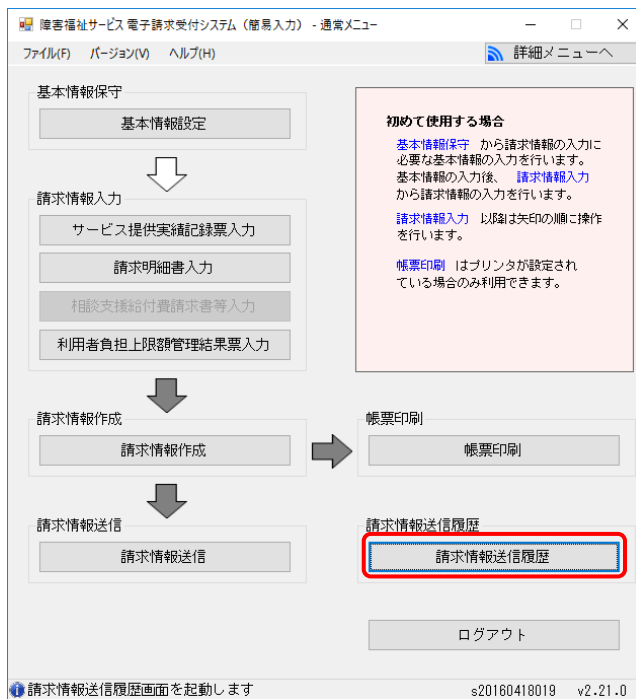 障害福祉サービス 電子請求受付システム（簡易入力） - 通常メニュー
ファイル(F) バージョン(V) ヘルプ(H)
詳細メニューへ
基本情報保守
基本情報設定
請求情報入力
サービス提供実績記録票入力
請求明細書入力
相談支援給付費請求書等入力
利用者負担上限額管理結果票入力
初めて使用する場合
基本情報保守 から請求情報の入力に
必要な基本情報の入力を行います。
基本情報の入力後、 請求情報入力
から請求情報の入力を行います。
請求情報入力 以降は矢印の順に操作
を行います。
帳票印刷 はプリンタが設定され
ている場合のみ利用できます。
請求情報作成
請求情報作成
帳票印刷
帳票印刷
請求情報送信
請求情報送信
請求情報送信履歴
請求情報送信履歴
ログアウト
請求情報送信履歴画面を起動します
s20160418019 v2.21.0